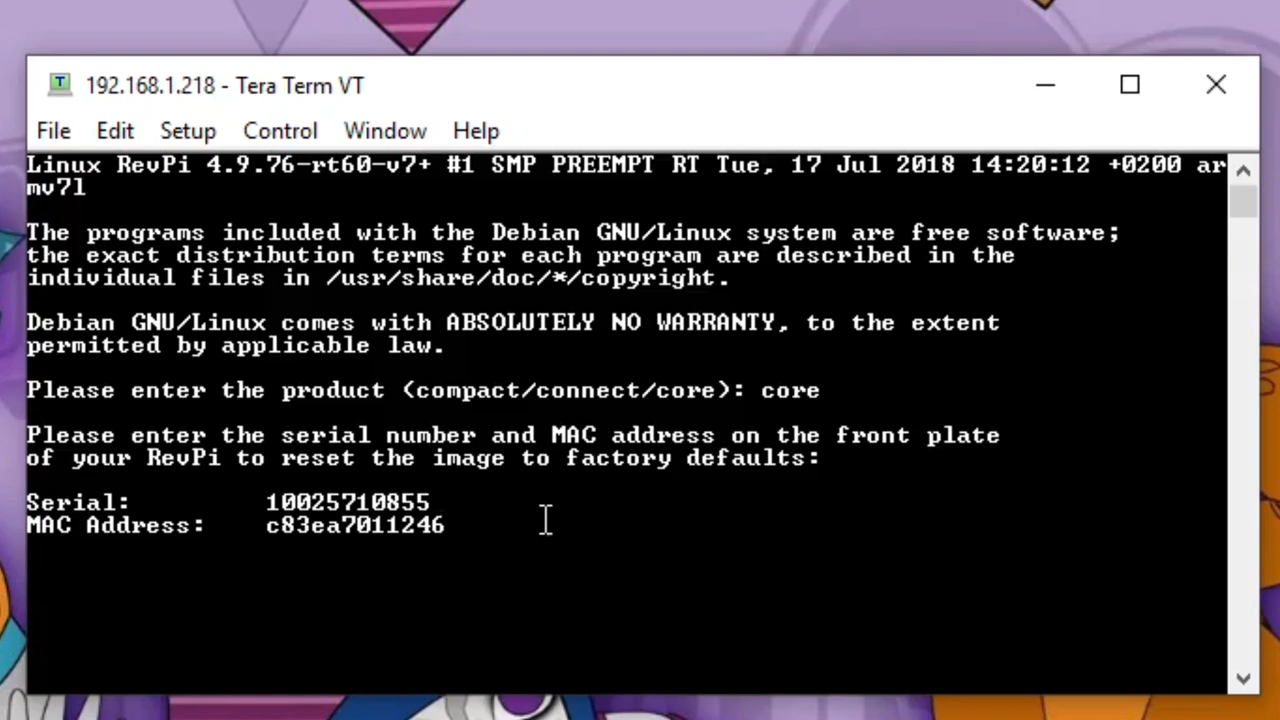 192.168.1.218 - Tera Term VT
File Edit Setup Control Window Help
Linux RevPi 4.9.76-rt60-v7+ #1 SMP PREEMPT RT Tue, 17 Jul 2018 14:20:12 +0200 ar
mv7l
The programs included with the Debian GNU/Linux system are free software;
the exact distribution terms for each program are described in the
individual files in /usr/share/doc/*/copyright.
Debian GNU/Linux comes with ABSOLUTELY NO WARRANTY, to the extent
permitted by applicable law.
Please enter the product (compact/connect/core): core
Please enter the serial number and MAC address on the front plate
of your RevPi to reset the image to factory defaults:
Serial: 10025710855
MAC Address: c83ea7011246